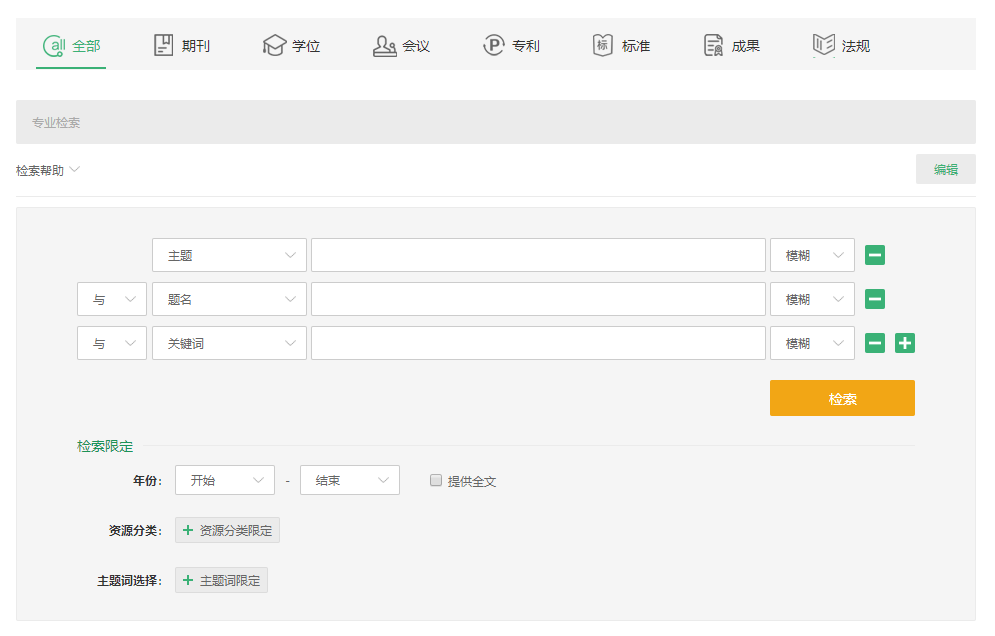 all 全部 期刊 学位 会议 P 专利 标 标准 成果 法规
专业检索
检索帮助 编辑
主题 模糊
与 题名 模糊
与 关键词 模糊
检索
检索限定
年份: 开始 - 结束 提供全文
资源分类: + 资源分类限定
主题词选择: + 主题词限定